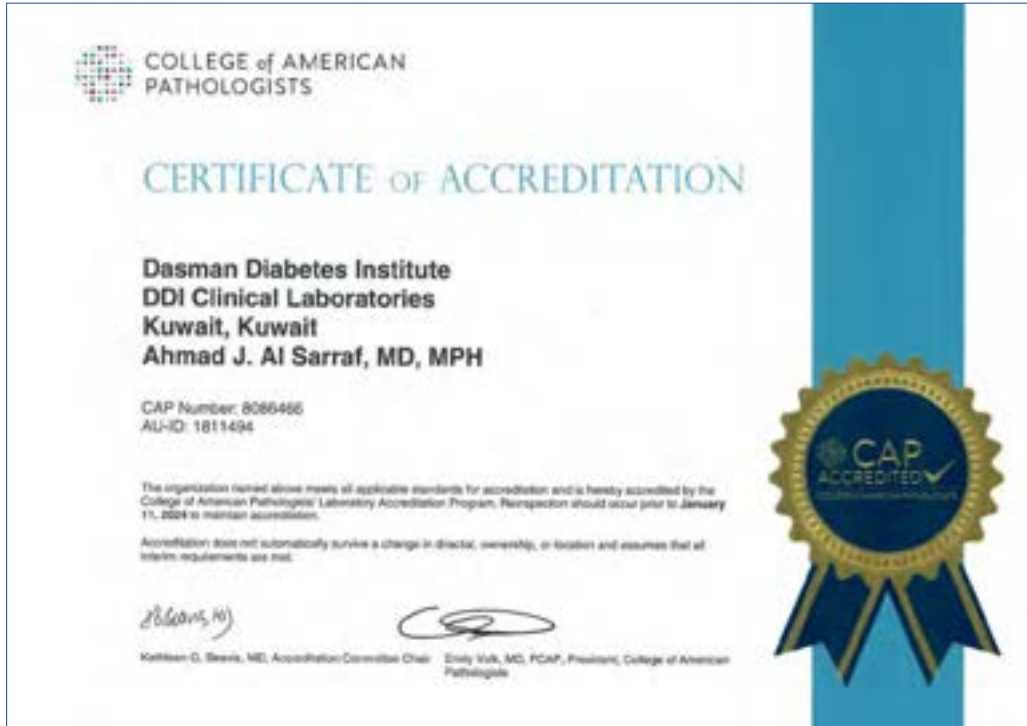 COLLEGE of AMERICAN
PATHOLOGISTS
CERTIFICATE OF ACCREDITATION
Dasman Diabetes Institute
DDI Clinical Laboratories
Kuwait, Kuwait
Ahmad J. Al Sarraf, MD, MPH
CAP Number: 8086466
AU-ID: 1811494
The organization named above meets all applicable standards for accreditation and is hereby accredited by the
College of American Pathologists' Laboratory Accreditation Program. Reinspection should occur prior to January
11, 2024 to maintain accreditation.
Accreditation does not automatically survive a change in director, ownership, or location and assumes that all
interim requirements are met.
Kathleen G. Beavis, MD, Accreditation Committee Chair
Emily Volk, MD, FCAP, President, College of American
Pathologists
CAP
ACCREDITED